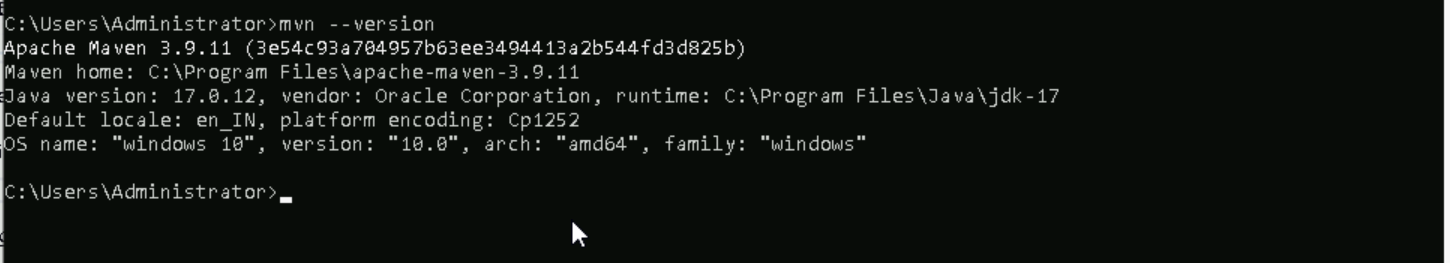 C:\Users\Administrator>mvn --version
Apache Maven 3.9.11 (3e54c93a704957b63ee3494413a2b544fd3d825b)
Maven home: C:\Program Files\apache-maven-3.9.11
Java version: 17.0.12, vendor: Oracle Corporation, runtime: C:\Program Files\Java\jdk-17
Default locale: en_IN, platform encoding: Cp1252
OS name: "windows 10", version: "10.0", arch: "amd64", family: "windows"
C:\Users\Administrator>